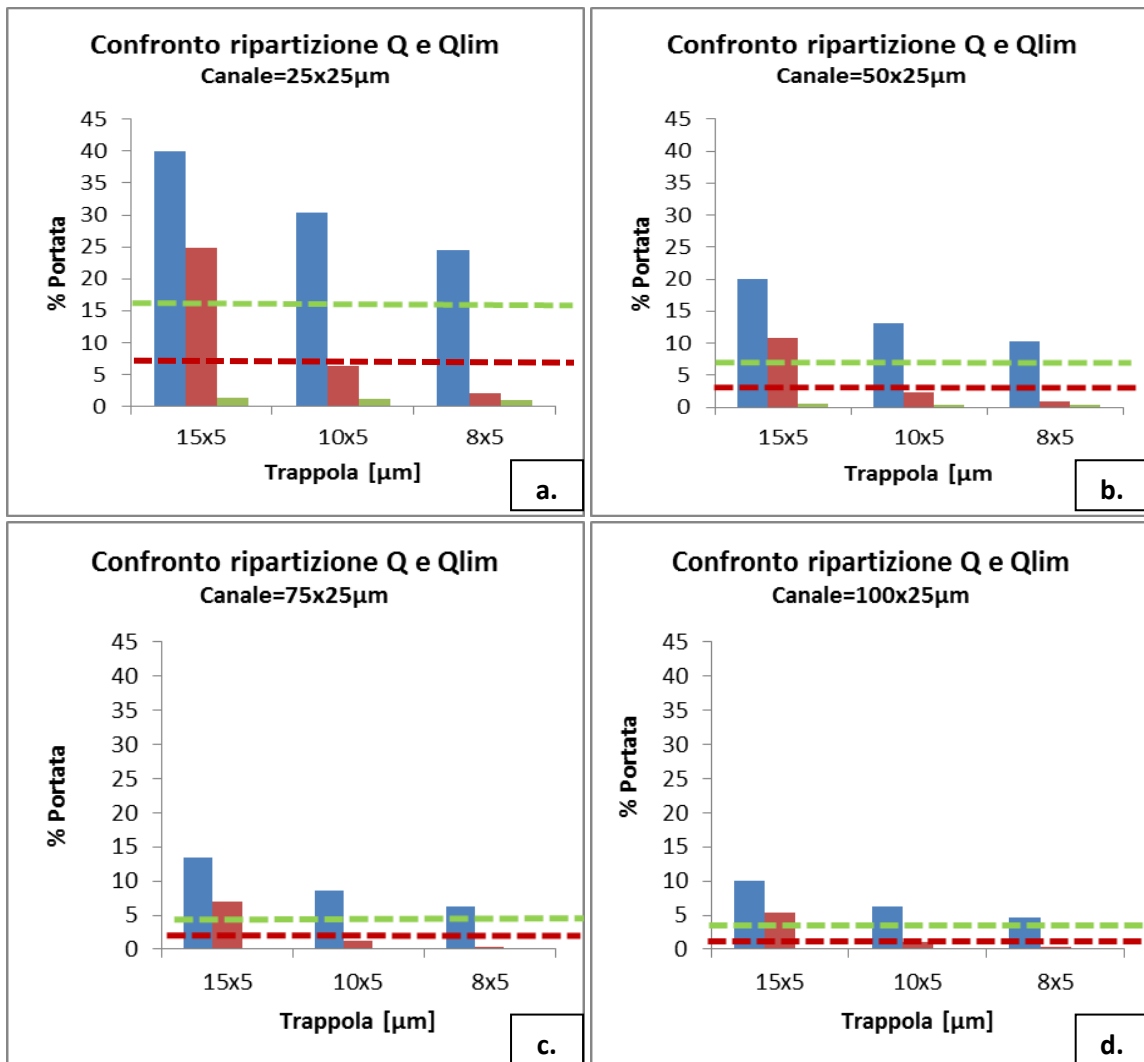 Confronto ripartizione Q e Qlim
Canale=25x25µm
45
40
35
30
25
20
15
10
5
0
% Portata
15x5
10x5
8x5
Trappola [µm]
a.
Confronto ripartizione Q e Qlim
Canale=50x25µm
45
40
35
30
25
20
15
10
5
0
% Portata
15x5
10x5
8x5
Trappola [µm
b.
Confronto ripartizione Q e Qlim
Canale=75x25µm
45
40
35
30
25
20
15
10
5
0
% Portata
15x5
10x5
8x5
Trappola [µm]
c.
Confronto ripartizione Q e Qlim
Canale=100x25µm
45
40
35
30
25
20
15
10
5
0
% Portata
15x5
10x5
8x5
Trappola [µm]
d.